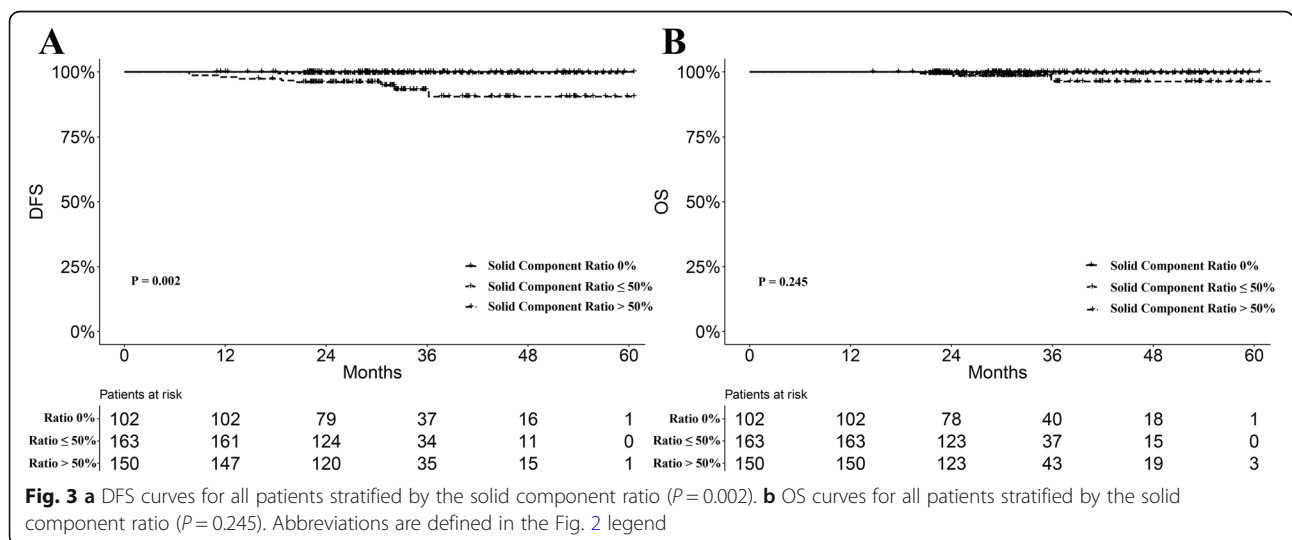 A
100%
75%
50%
25%
0%
DFS
P = 0.002
Solid Component Ratio 0%
Solid Component Ratio ≤ 50%
Solid Component Ratio > 50%
0 12 24 36 48 60
Months
Patients at risk
Ratio 0% 102 102 79 37 16 1
Ratio ≤ 50% 163 161 124 34 11 0
Ratio > 50% 150 147 120 35 15 1
B
100%
75%
50%
25%
0%
OS
P = 0.245
Solid Component Ratio 0%
Solid Component Ratio ≤ 50%
Solid Component Ratio > 50%
0 12 24 36 48 60
Months
Patients at risk
Ratio 0% 102 102 78 40 18 1
Ratio ≤ 50% 163 163 123 37 15 0
Ratio > 50% 150 150 123 43 19 3
Fig. 3 a DFS curves for all patients stratified by the solid component ratio (P = 0.002). b OS curves for all patients stratified by the solid
component ratio (P = 0.245). Abbreviations are defined in the Fig. 2 legend